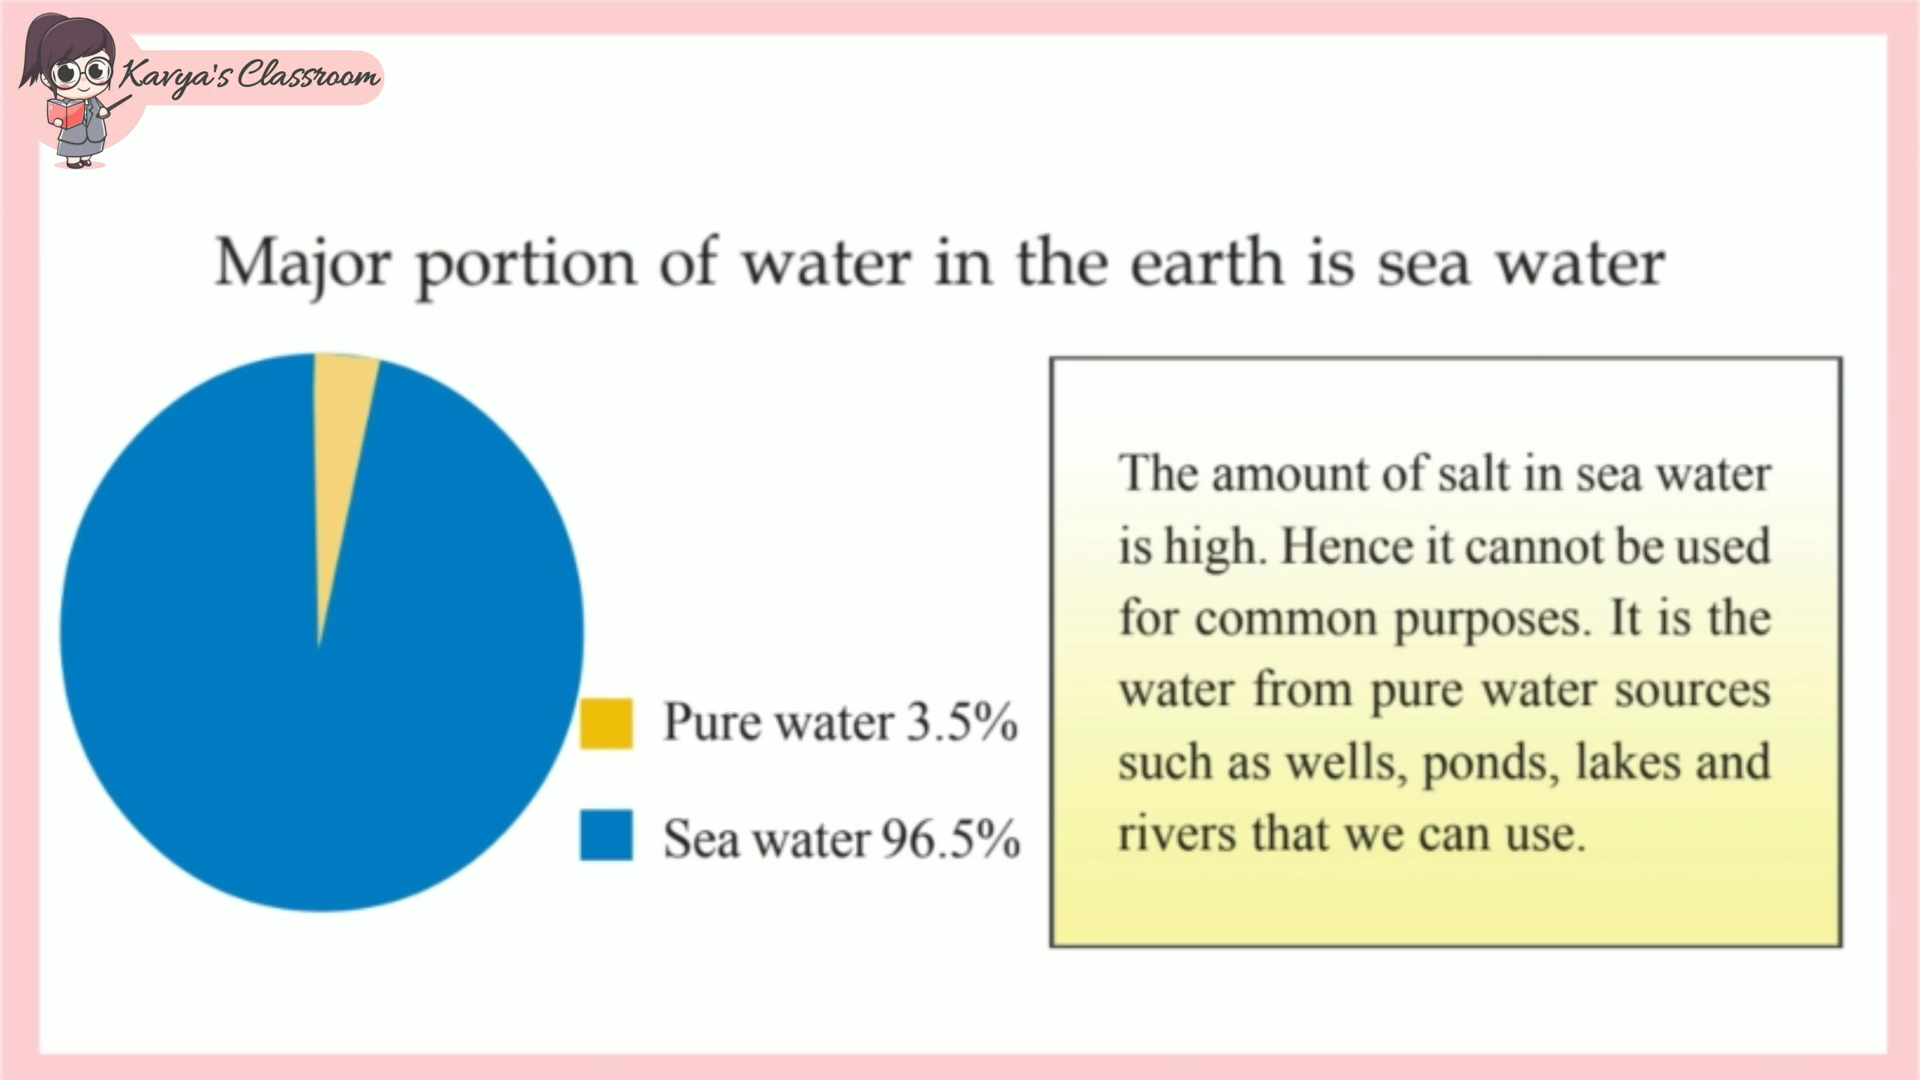 Kavya's Classroom
Major portion of water in the earth is sea water
Pure water 3.5%
Sea water 96.5%
The amount of salt in sea water
is high. Hence it cannot be used
for common purposes. It is the
water from pure water sources
such as wells, ponds, lakes and
rivers that we can use.